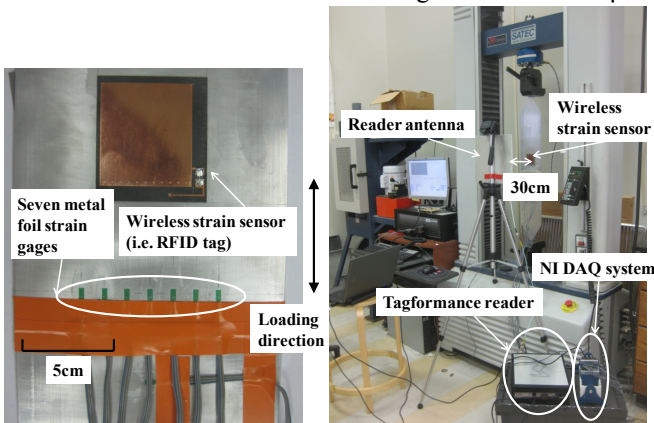 Seven metal
foil strain
gages
Wireless strain sensor
(i.e. RFID tag)
Loading
direction
5cm
SATEC
Reader antenna
Wireless
strain sensor
30cm
NI DAQ system
Tagformance reader